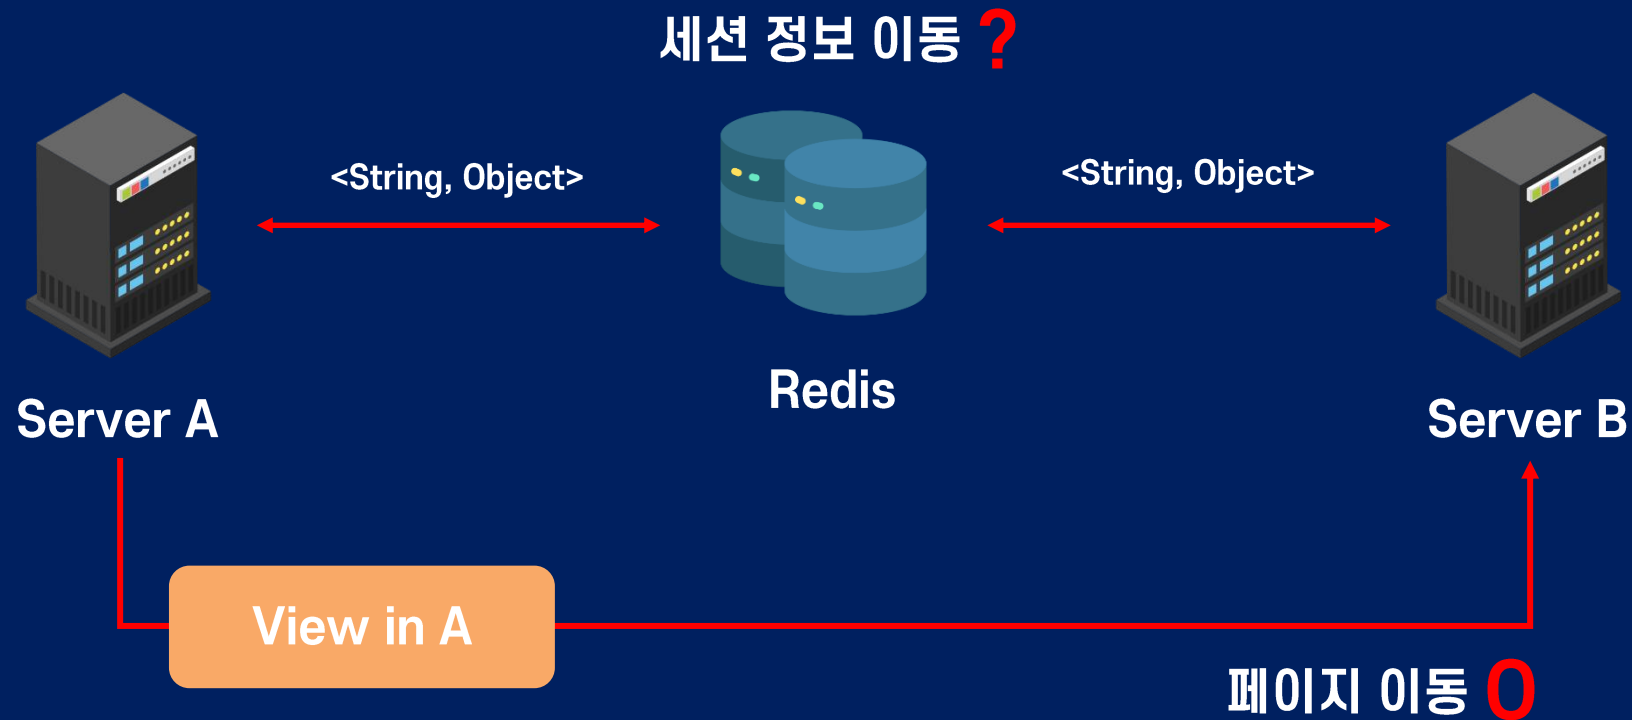 세션 정보 이동 ?
<String, Object>
<String, Object>
Redis
Server A
Server B
View in A
페이지 이동 O